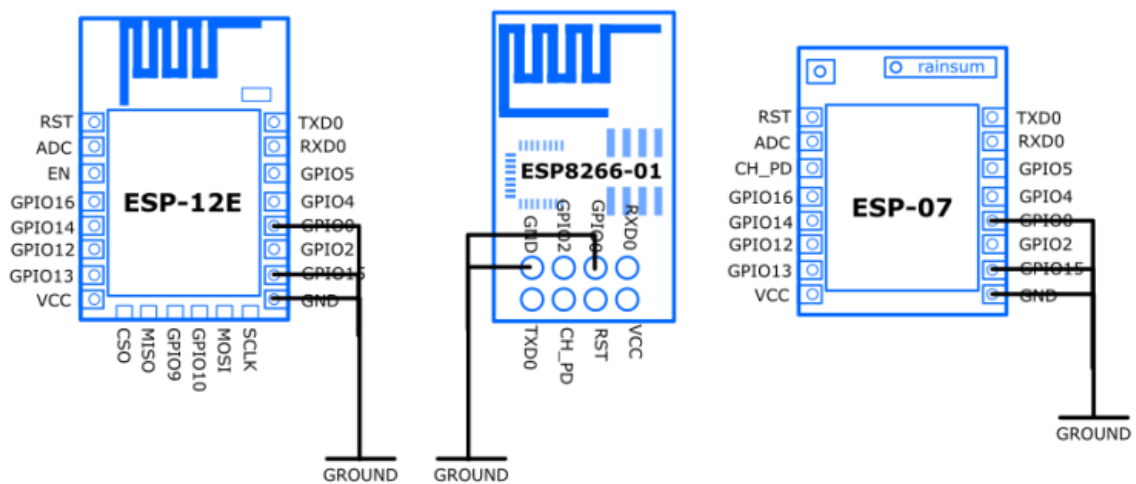 RST
ADC
EN
GPIO16
GPIO14
GPIO12
GPIO13
VCC
ESP-12E
TXD0
RXD0
GPIO5
GPIO4
GPIO0
GPIO2
GPIO15
GND
CSO
MISO
GPIO9
GPIO10
MOSI
SCLK
GROUND
ESP8266-01
GND
GPIO2
GPIO0
RXD0
TXD0
CH_PD
RST
VCC
GROUND
rainsum
RST
ADC
CH_PD
GPIO16
GPIO14
GPIO12
GPIO13
VCC
ESP-07
TXD0
RXD0
GPIO5
GPIO4
GPIO0
GPIO2
GPIO15
GND
GROUND